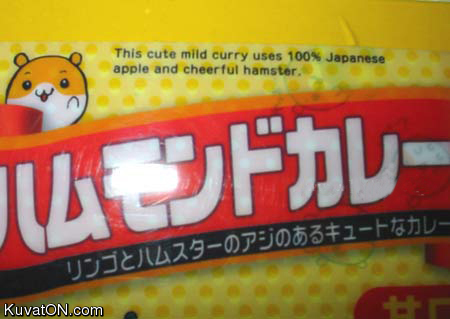 This cute mild curry uses 100% Japanese
apple and cheerful hamster.
ハムモンドカレー
リンゴとハムスターのアジのあるキュートなカレー
甘口
KuvatON.com